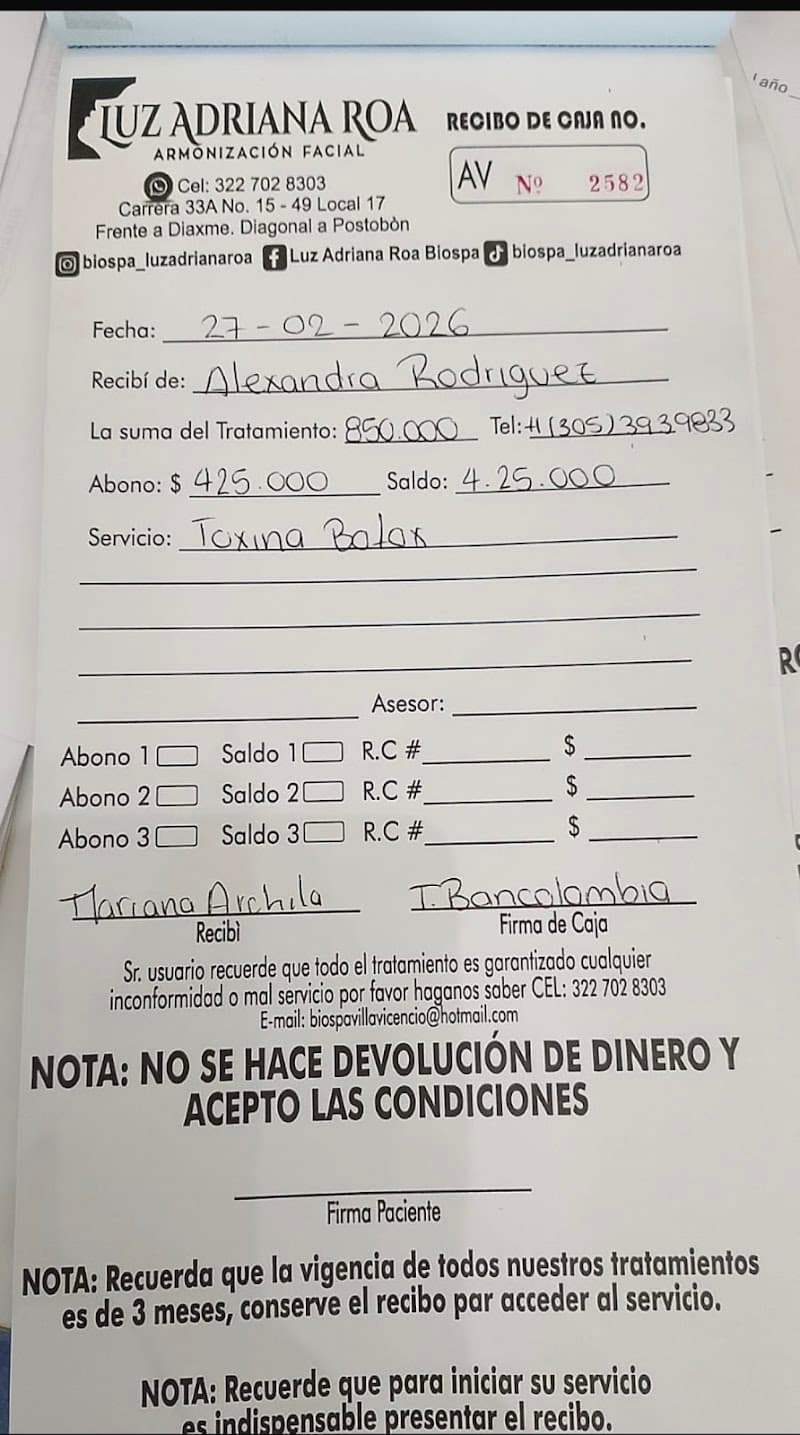 LUZ ADRIANA ROA
ARMONIZACIÓN FACIAL
RECIBO DE CAJA NO.
AV Nº 2582
Cel: 322 702 8303
Carrera 33A No. 15 - 49 Local 17
Frente a Diaxme. Diagonal a Postobòn
biospa_luzadrianaroa Luz Adriana Roa Biospa biospa_luzadrianaroa
Fecha: 27-02-2026
Recibí de: Alexandra Rodriguez
La suma del Tratamiento: 850.000 Tel: +1(305)3939833
Abono: $ 425.000 Saldo: 4.25.000
Servicio: Toxina Botox
Asesor:
Abono 1 Saldo 1 R.C # $
Abono 2 Saldo 2 R.C # $
Abono 3 Saldo 3 R.C # $
Mariana Archila T. Bancolombia
Recibì Firma de Caja
Sr. usuario recuerde que todo el tratamiento es garantizado cualquier
inconformidad o mal servicio por favor haganos saber CEL: 322 702 8303
E-mail: biospavillavicencio@hotmail.com
NOTA: NO SE HACE DEVOLUCIÓN DE DINERO Y
ACEPTO LAS CONDICIONES
Firma Paciente
NOTA: Recuerda que la vigencia de todos nuestros tratamientos
es de 3 meses, conserve el recibo par acceder al servicio.
NOTA: Recuerde que para iniciar su servicio
es indispensable presentar el recibo.
año